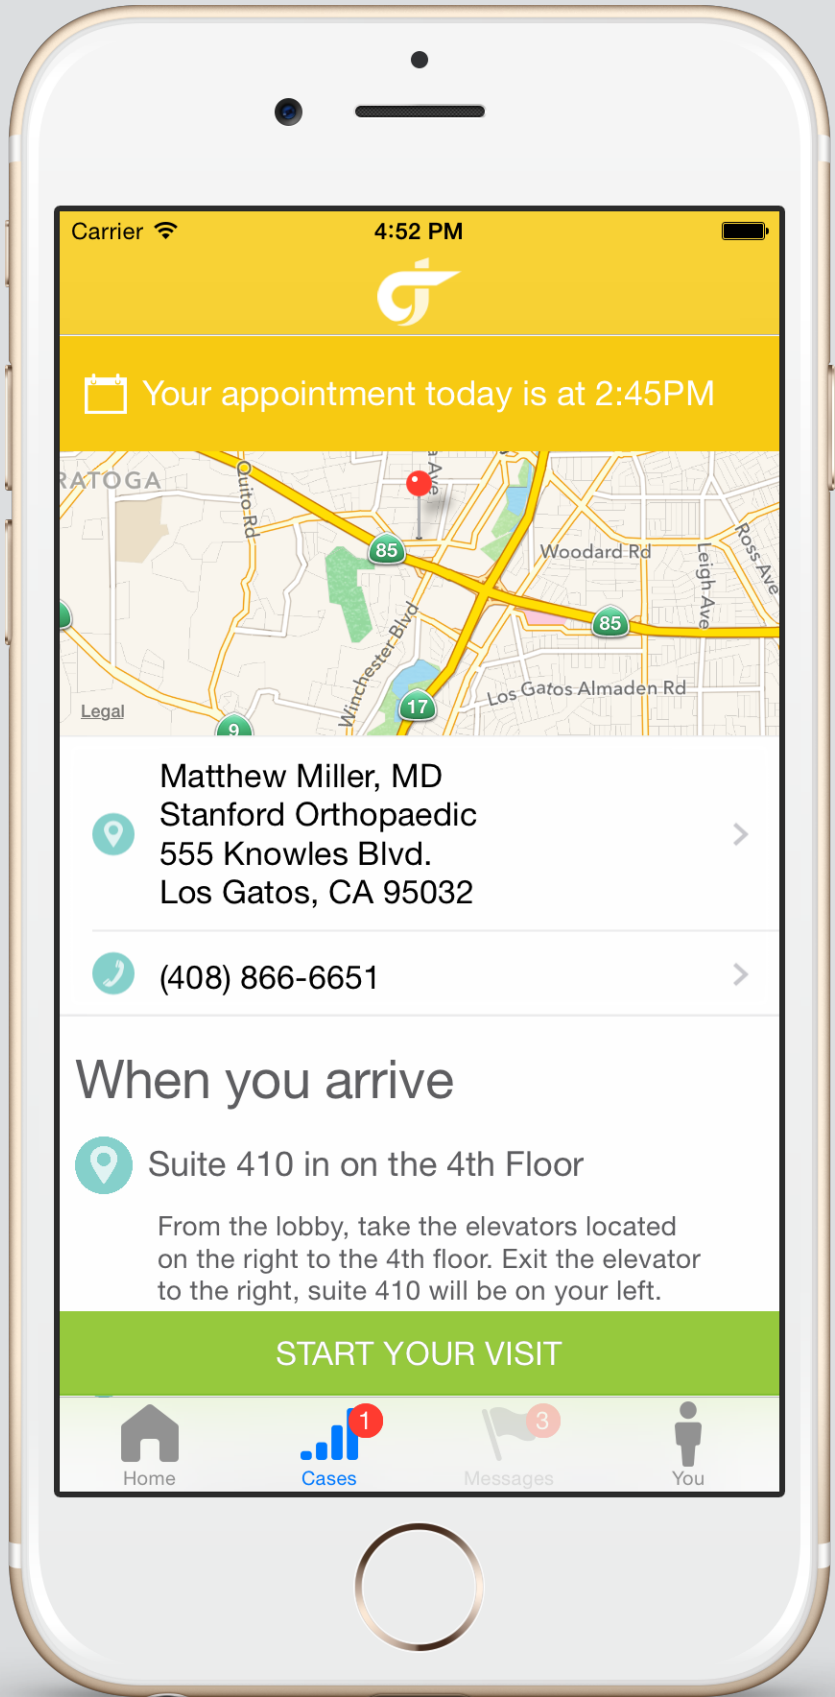 Carrier
4:52 PM
Your appointment today is at 2:45PM
RATOGA
Quito Rd
a Ave
85
Woodard Rd
Leigh Ave
Ross Ave
85
Winchester Blvd
Los Gatos Almaden Rd
17
Legal
9
Matthew Miller, MD
Stanford Orthopaedic
555 Knowles Blvd.
Los Gatos, CA 95032
(408) 866-6651
When you arrive
Suite 410 in on the 4th Floor
From the lobby, take the elevators located
on the right to the 4th floor. Exit the elevator
to the right, suite 410 will be on your left.
START YOUR VISIT
1
3
Home
Cases
Messages
You